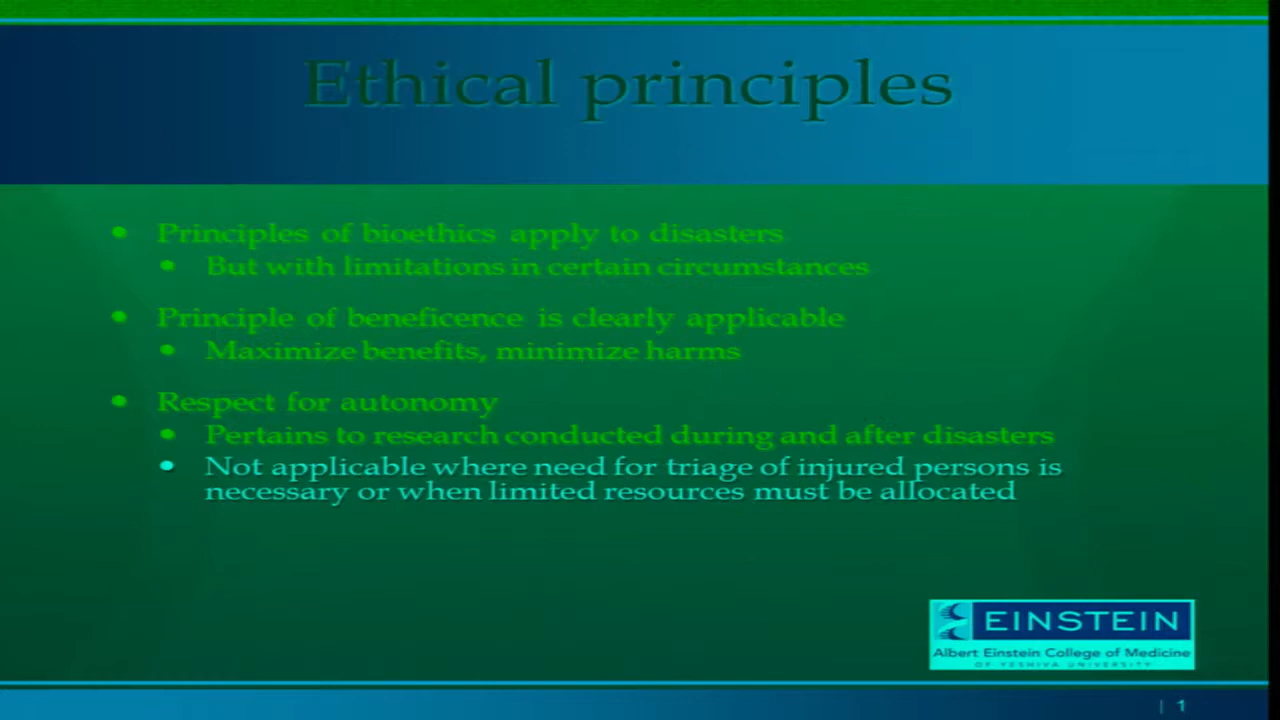 Ethical principles
• Principles of bioethics apply to disasters
• But with limitations in certain circumstances
• Principle of beneficence is clearly applicable
• Maximize benefits, minimize harms
• Respect for autonomy
• Pertains to research conducted during and after disasters
• Not applicable where need for triage of injured persons is
necessary or when limited resources must be allocated
EINSTEIN
Albert Einstein College of Medicine
OF YESHIVA UNIVERSITY
| 1